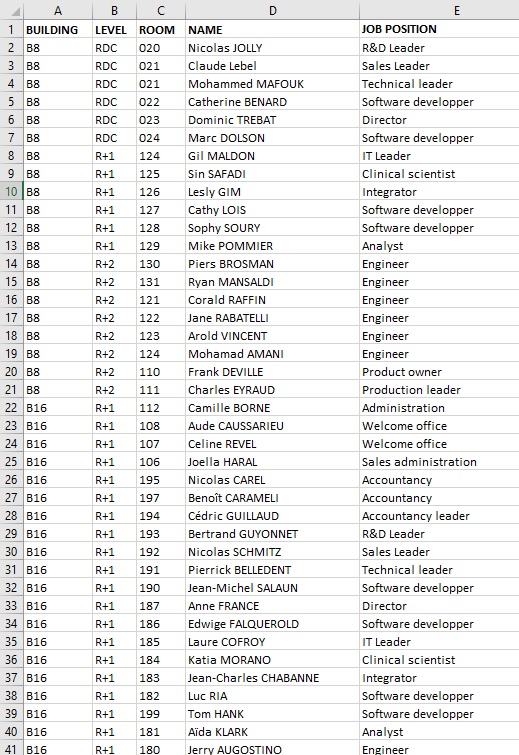 A B C D E
1 BUILDING LEVEL ROOM NAME JOB POSITION
2 B8 RDC 020 Nicolas JOLLY R&D Leader
3 B8 RDC 021 Claude Lebel Sales Leader
4 B8 RDC 021 Mohammed MAFOUK Technical leader
5 B8 RDC 022 Catherine BENARD Software developper
6 B8 RDC 023 Dominic TREBAT Director
7 B8 RDC 024 Marc DOLSON Software developper
8 B8 R+1 124 Gil MALDON IT Leader
9 B8 R+1 125 Sin SAFADI Clinical scientist
10 B8 R+1 126 Lesly GIM Integrator
11 B8 R+1 127 Cathy LOIS Software developper
12 B8 R+1 128 Sophy SOURY Software developper
13 B8 R+1 129 Mike POMMIER Analyst
14 B8 R+2 130 Piers BROSMAN Engineer
15 B8 R+2 131 Ryan MANSALDI Engineer
16 B8 R+2 121 Corald RAFFIN Engineer
17 B8 R+2 122 Jane RABATELLI Engineer
18 B8 R+2 123 Arold VINCENT Engineer
19 B8 R+2 124 Mohamad AMANI Engineer
20 B8 R+2 110 Frank DEVILLE Product owner
21 B8 R+2 111 Charles EYRAUD Production leader
22 B16 R+1 112 Camille BORNE Administration
23 B16 R+1 108 Aude CAUSSARIEU Welcome office
24 B16 R+1 107 Celine REVEL Welcome office
25 B16 R+1 106 Joella HARAL Sales administration
26 B16 R+1 195 Nicolas CAREL Accountancy
27 B16 R+1 197 Benoît CARAMELI Accountancy
28 B16 R+1 194 Cédric GUILLAUD Accountancy leader
29 B16 R+1 193 Bertrand GUYONNET R&D Leader
30 B16 R+1 192 Nicolas SCHMITZ Sales Leader
31 B16 R+1 191 Pierrick BELLEDENT Technical leader
32 B16 R+1 190 Jean-Michel SALAUN Software developper
33 B16 R+1 187 Anne FRANCE Director
34 B16 R+1 186 Edwige FALQUEROLD Software developper
35 B16 R+1 185 Laure COFROY IT Leader
36 B16 R+1 184 Katia MORANO Clinical scientist
37 B16 R+1 183 Jean-Charles CHABANNE Integrator
38 B16 R+1 182 Luc RIA Software developper
39 B16 R+1 199 Tom HANK Software developper
40 B16 R+1 181 Aïda KLARK Analyst
41 B16 R+1 180 Jerry AUGOSTINO Engineer